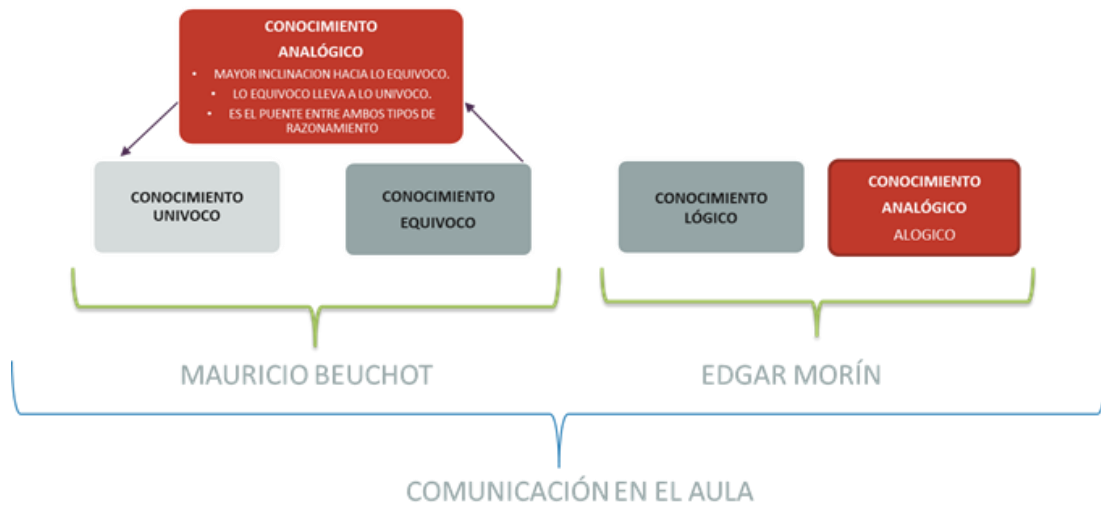 CONOCIMIENTO
ANALÓGICO
• MAYOR INCLINACION HACIA LO EQUIVOCO.
• LO EQUIVOCO LLEVA A LO UNIVOCO.
• ES EL PUENTE ENTRE AMBOS TIPOS DE
RAZONAMIENTO
CONOCIMIENTO
UNIVOCO
CONOCIMIENTO
EQUIVOCO
CONOCIMIENTO
LÓGICO
CONOCIMIENTO
ANALÓGICO
ALOGICO
MAURICIO BEUCHOT
EDGAR MORÍN
COMUNICACIÓN EN EL AULA